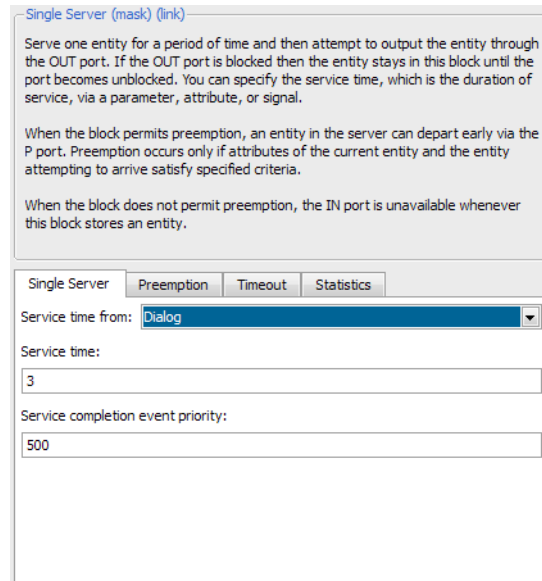 Single Server (mask) (link)
Serve one entity for a period of time and then attempt to output the entity through
the OUT port. If the OUT port is blocked then the entity stays in this block until the
port becomes unblocked. You can specify the service time, which is the duration of
service, via a parameter, attribute, or signal.
When the block permits preemption, an entity in the server can depart early via the
P port. Preemption occurs only if attributes of the current entity and the entity
attempting to arrive satisfy specified criteria.
When the block does not permit preemption, the IN port is unavailable whenever
this block stores an entity.
Single Server Preemption Timeout Statistics
Service time from: Dialog
Service time:
3
Service completion event priority:
500